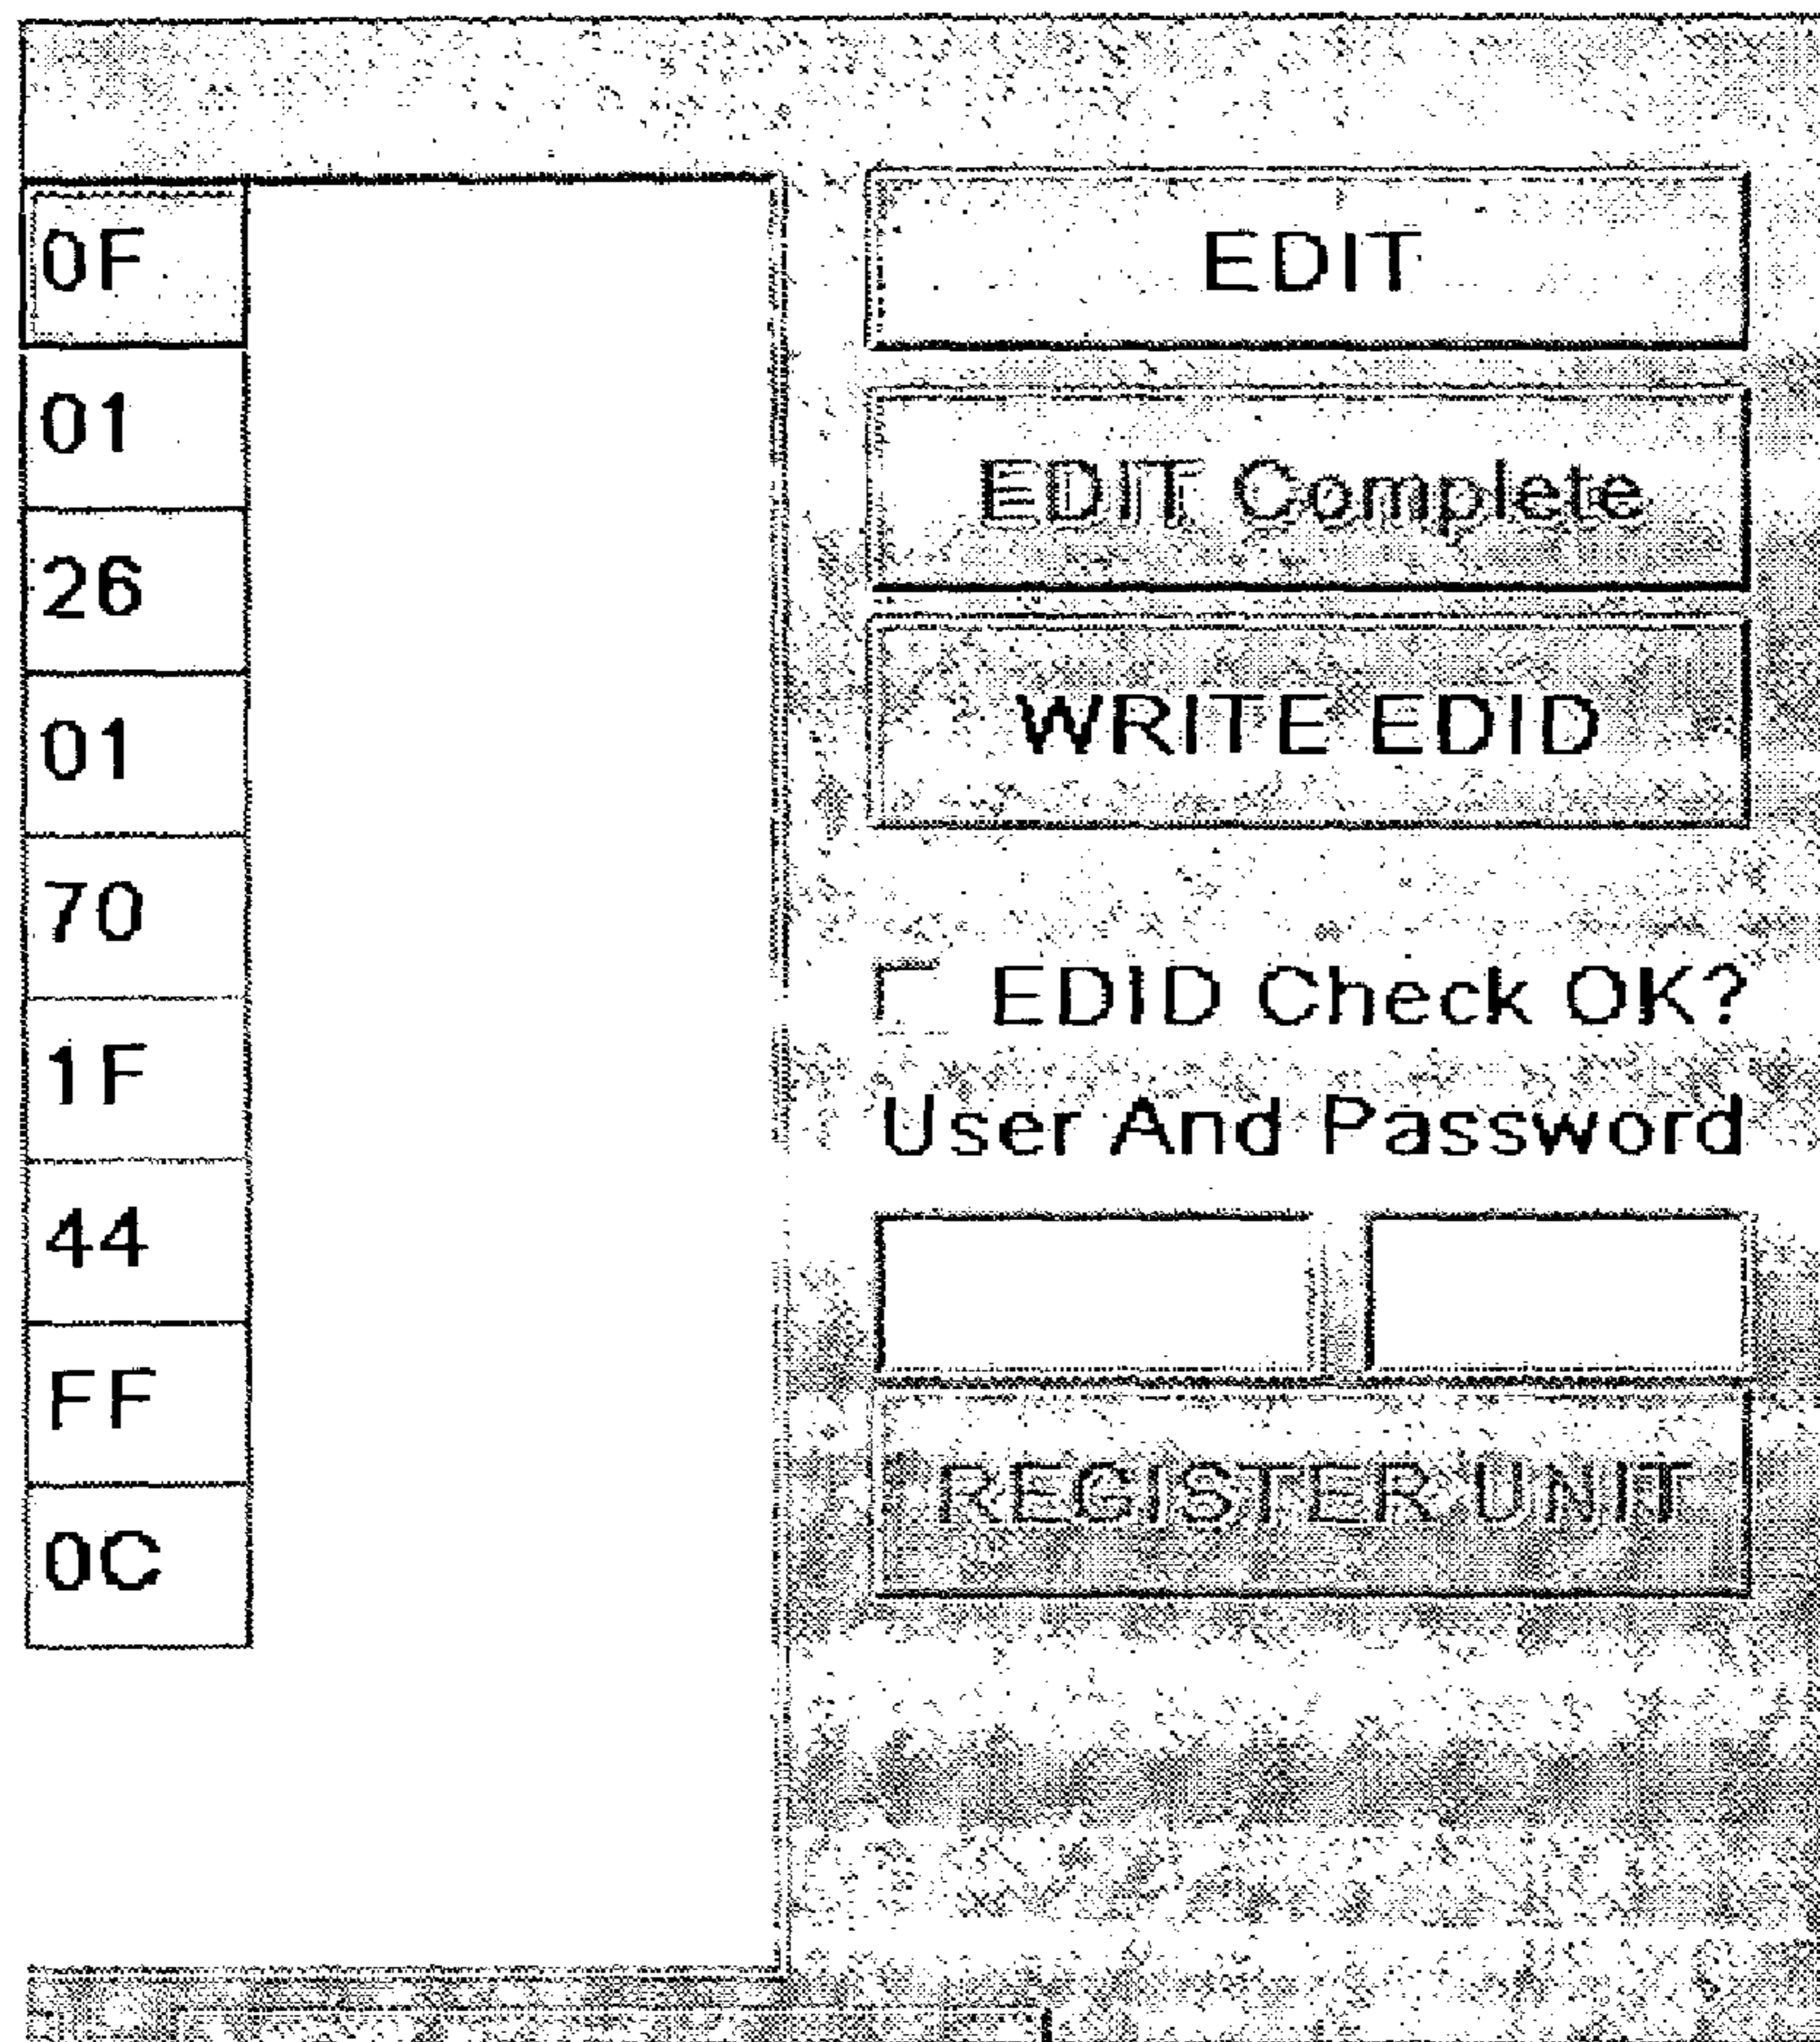 0F
01
26
01
70
1F
44
FF
0C
EDIT
EDIT Complete
WRITE EDID
EDID Check OK?
User And Password
REGISTER UNIT